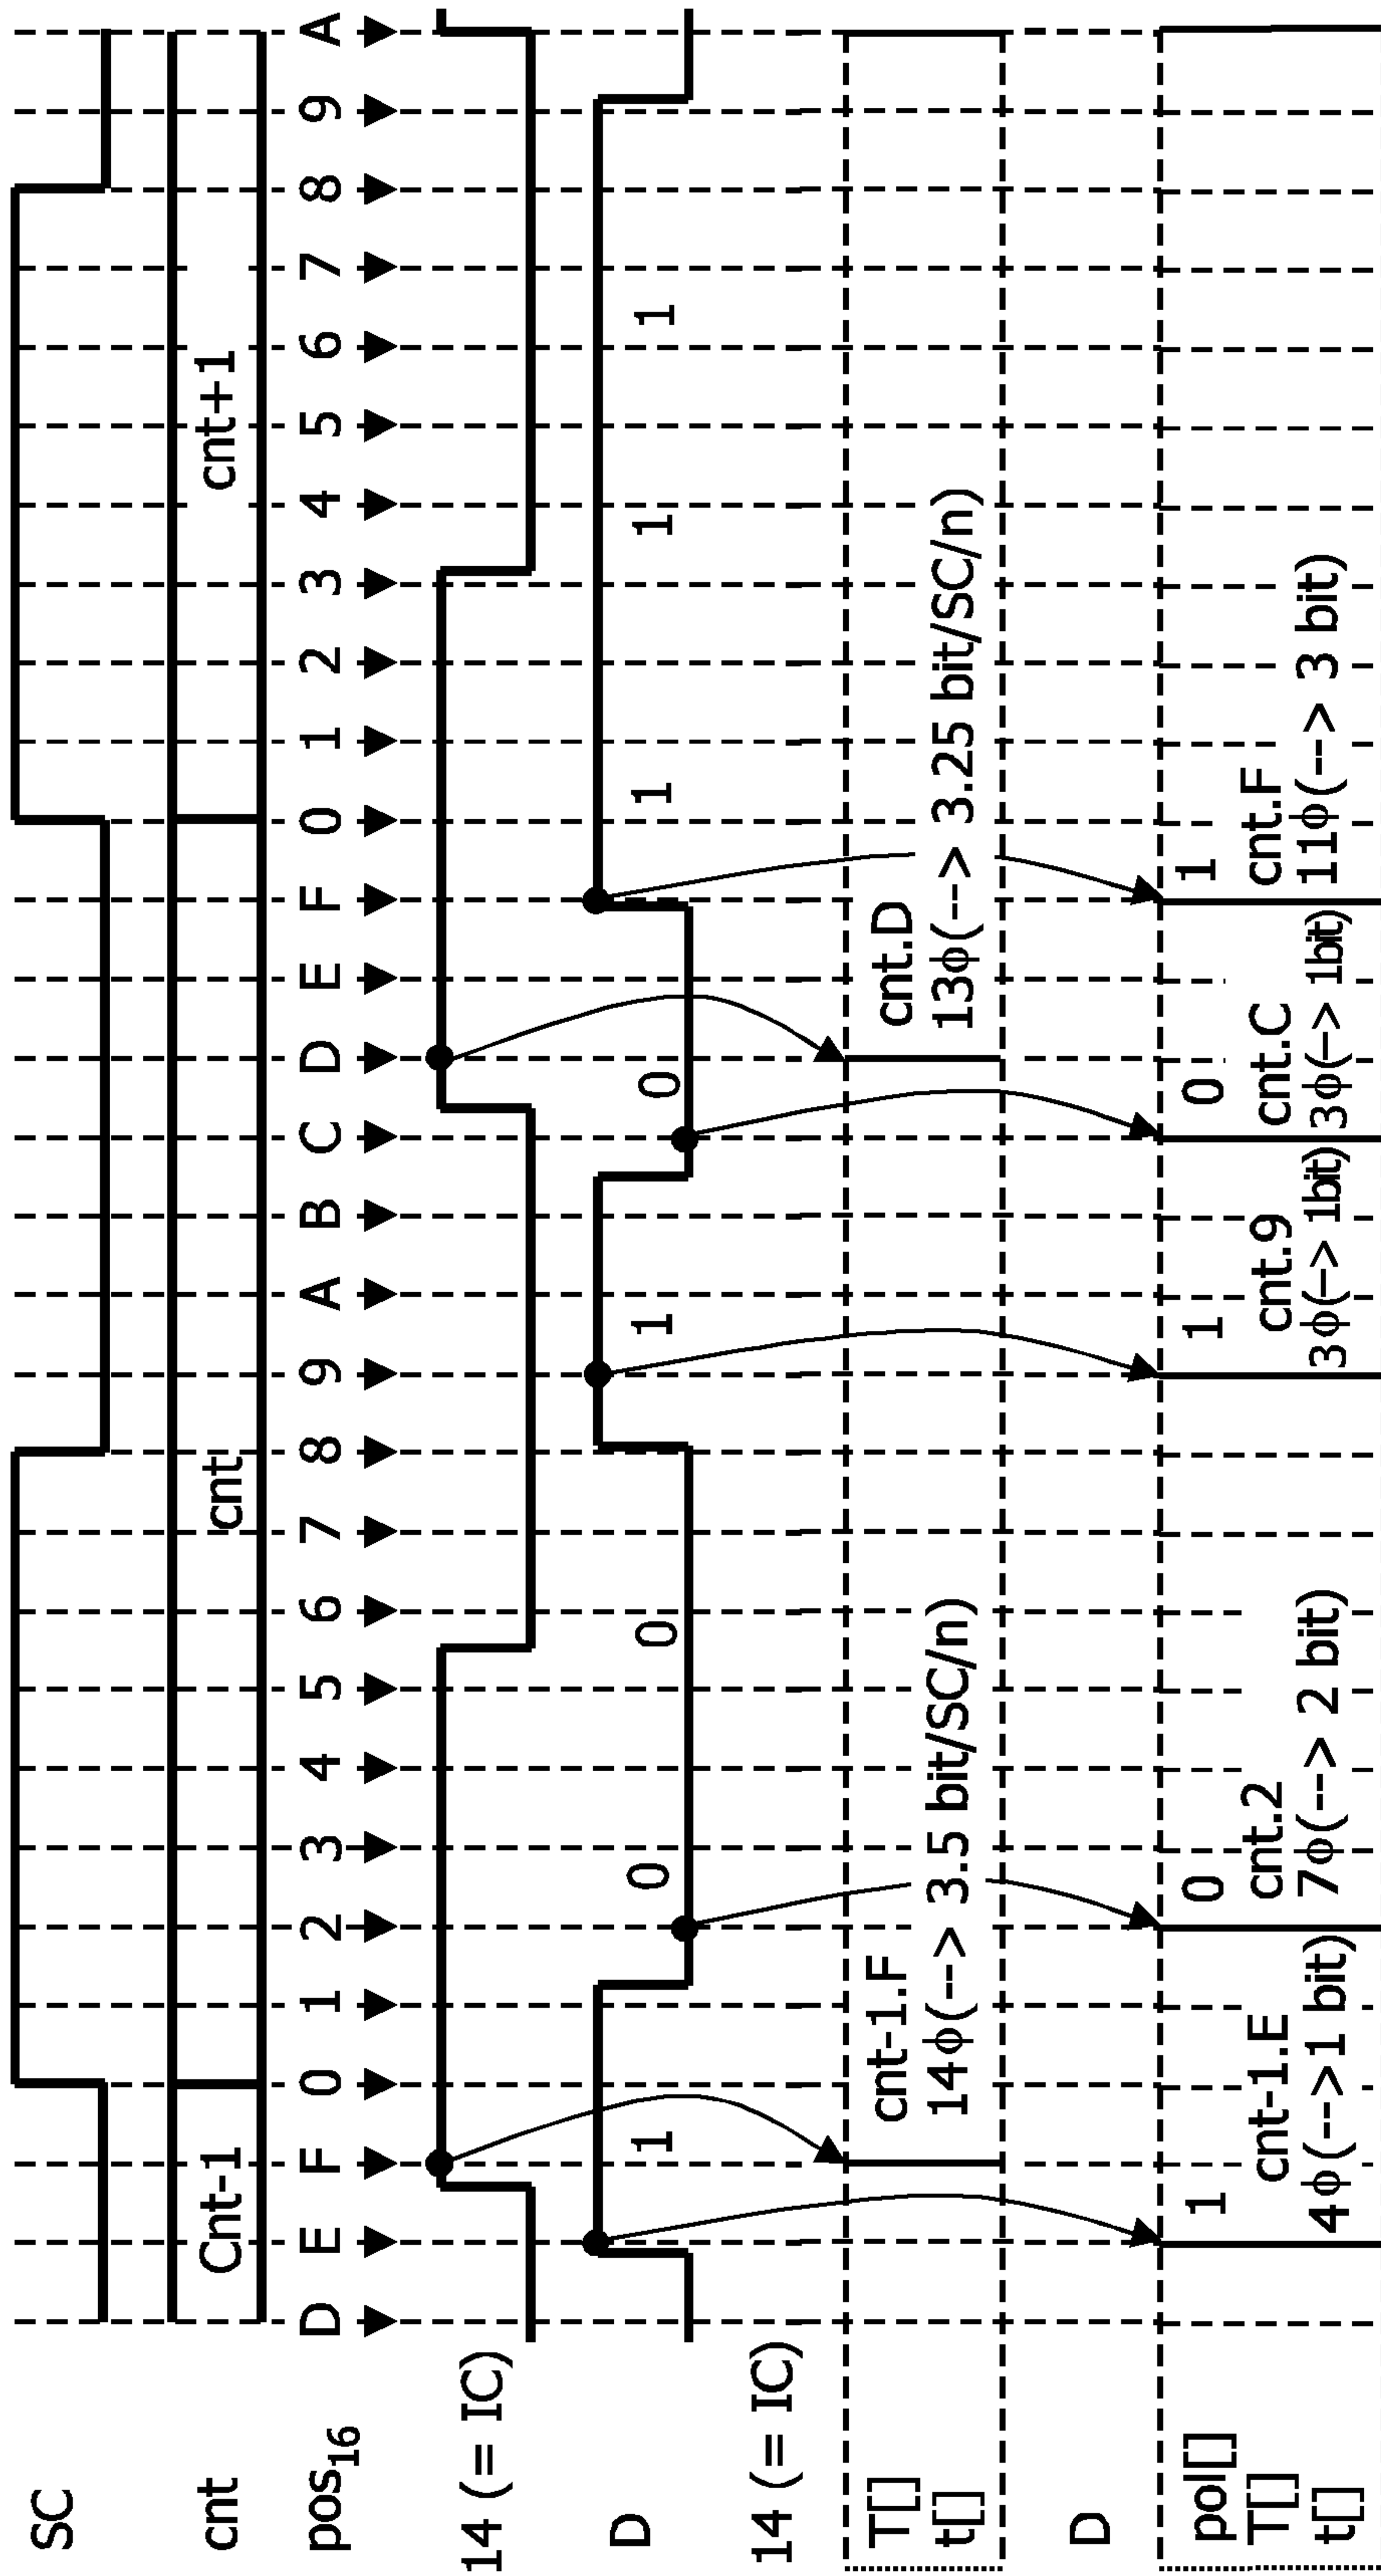 SC
cnt Cnt-1 cnt cnt+1
pos16 D E F 0 1 2 3 4 5 6 7 8 9 A B C D E F 0 1 2 3 4 5 6 7 8 9 A
14 (= IC)
D 1 0 0 1 0 1 1 1
14 (= IC)
T[] cnt-1.F cnt.D
t[] 14ϕ(--> 3.5 bit/SC/n) 13ϕ(--> 3.25 bit/SC/n)
D
pol[] 1 0 1 0 1
T[] cnt-1.E cnt.2 cnt.9 cnt.C cnt.F
t[] 4ϕ(-->1 bit) 7ϕ(--> 2 bit) 3ϕ(-> 1bit) 3ϕ(-> 1bit) 11ϕ(--> 3 bit)